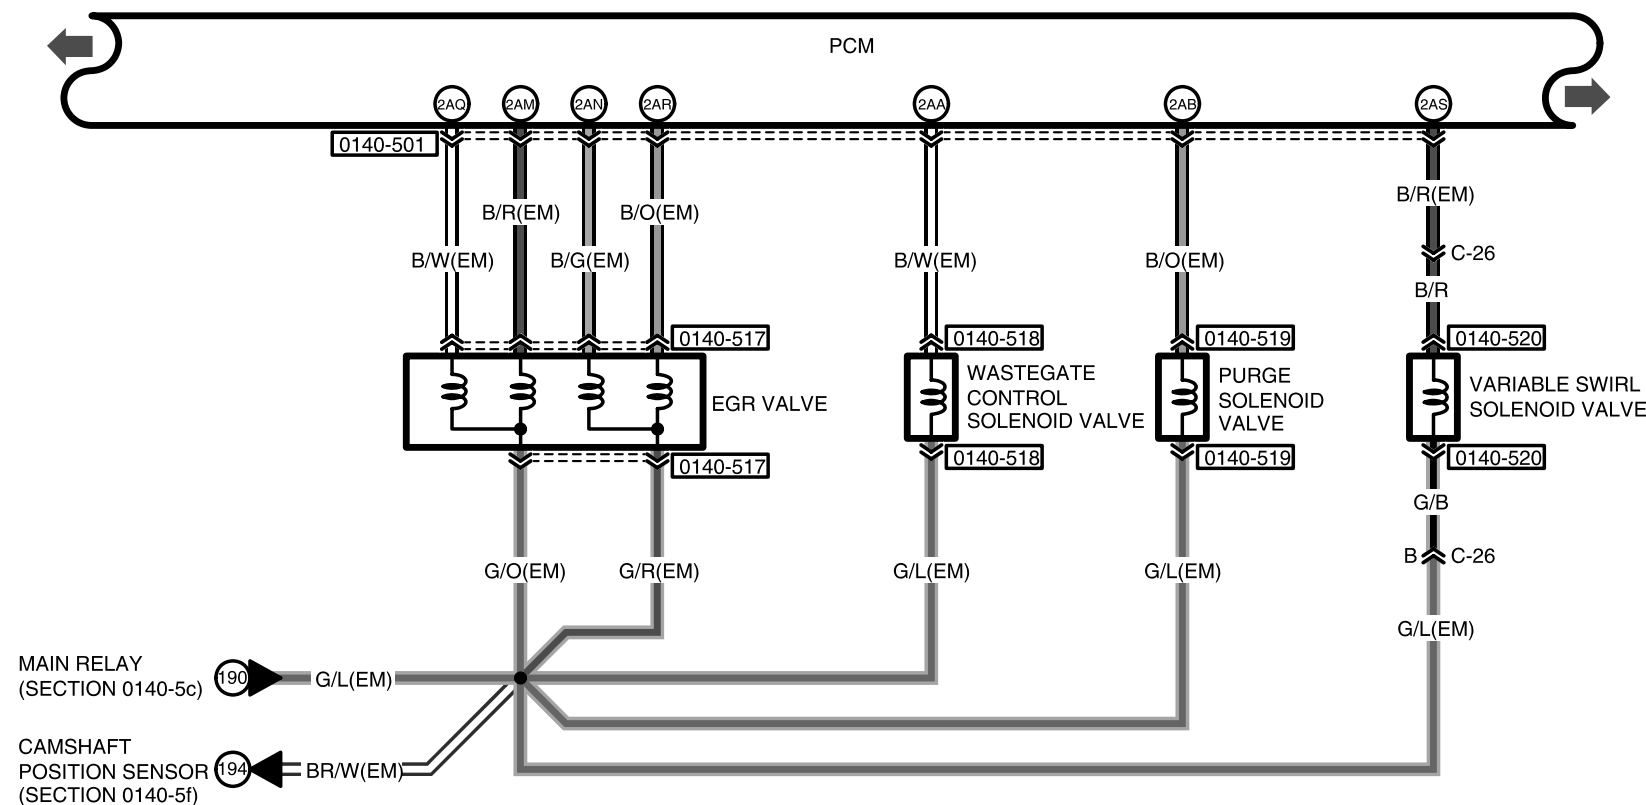 PCM
2AQ 2AM 2AN 2AR 2AA 2AB 2AS
0140-501
B/R(EM)
B/R(EM) B/O(EM)
C-26
B/W(EM) B/G(EM) B/W(EM) B/O(EM)
B/R
0140-517 0140-518 0140-519 0140-520
EGR VALVE
WASTEGATE
CONTROL
SOLENOID VALVE
PURGE
SOLENOID
VALVE
VARIABLE SWIRL
SOLENOID VALVE
0140-517 0140-518 0140-519 0140-520
G/B
B C-26
G/O(EM) G/R(EM) G/L(EM) G/L(EM)
G/L(EM)
MAIN RELAY
(SECTION 0140-5c)
190
G/L(EM)
CAMSHAFT
POSITION SENSOR
(SECTION 0140-5f)
194
BR/W(EM)